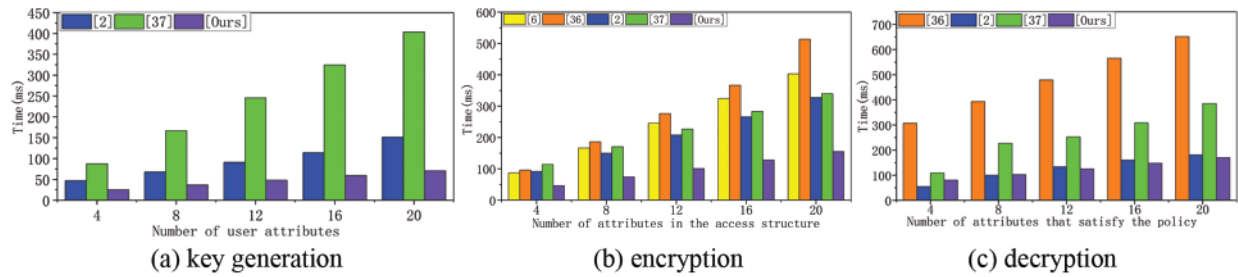 [2] [37] [Ours]
Time(ms)
450
400
350
300
250
200
150
100
50
0
4 8 12 16 20
Number of user attributes
(a) key generation
[6] [36] [2] [37] [Ours]
Time(ms)
600
500
400
300
200
100
0
4 8 12 16 20
Number of attributes in the access structure
(b) encryption
[36] [2] [37] [Ours]
Time(ms)
700
600
500
400
300
200
100
0
4 8 12 16 20
Number of attributes that satisfy the policy
(c) decryption